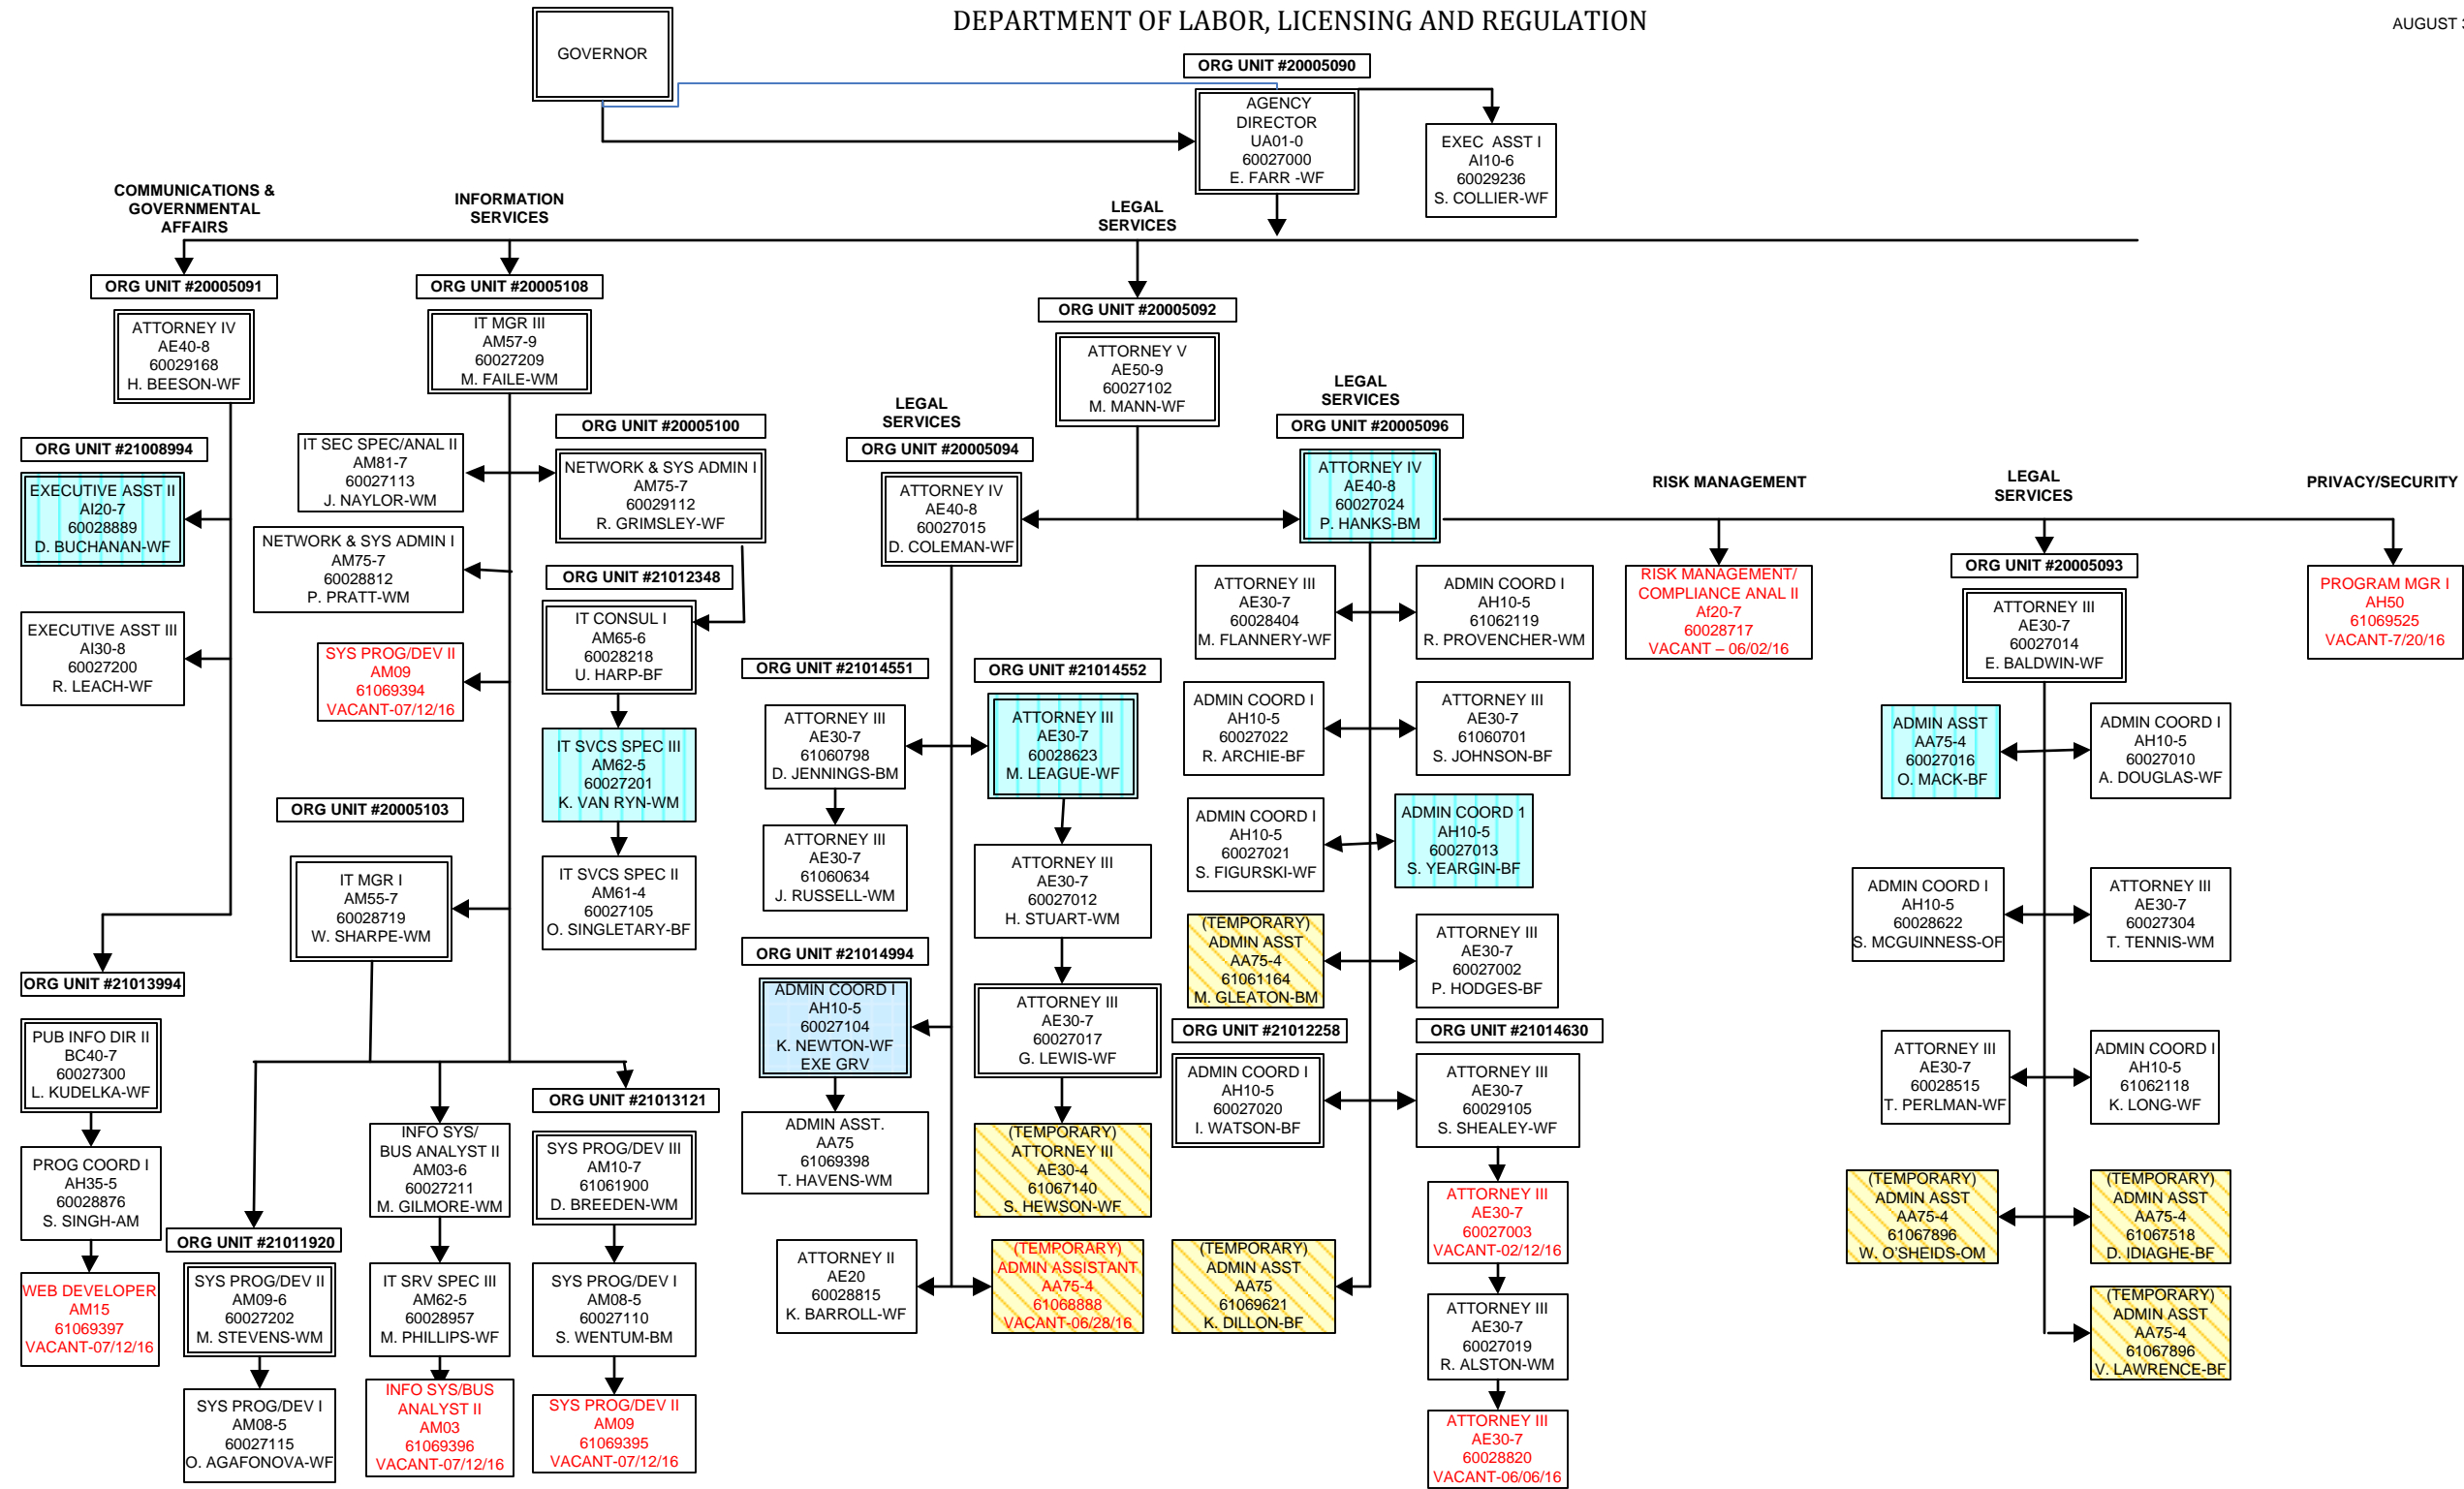 DEPARTMENT OF LABOR, LICENSING AND REGULATION
AUGUST 3
GOVERNOR
ORG UNIT #20005090
AGENCY
DIRECTOR
UA01-0
60027000
E. FARR -WF
EXEC  ASST I
AI10-6
60029236
S. COLLIER-WF
COMMUNICATIONS &
GOVERNMENTAL
AFFAIRS
INFORMATION
SERVICES
LEGAL
SERVICES
ORG UNIT #20005091
ATTORNEY IV
AE40-8
60029168
H. BEESON-WF
ORG UNIT #21008994
EXECUTIVE ASST II
AI20-7
60028889
D. BUCHANAN-WF
EXECUTIVE ASST III
AI30-8
60027200
R. LEACH-WF
ORG UNIT #21013994
PUB INFO DIR II
BC40-7
60027300
L. KUDELKA-WF
PROG COORD I
AH35-5
60028876
S. SINGH-AM
WEB DEVELOPER
AM15
61069397
VACANT-07/12/16
ORG UNIT #20005108
IT MGR III
AM57-9
60027209
M. FAILE-WM
IT SEC SPEC/ANAL II
AM81-7
60027113
J. NAYLOR-WM
ORG UNIT #20005100
NETWORK & SYS ADMIN I
AM75-7
60029112
R. GRIMSLEY-WF
NETWORK & SYS ADMIN I
AM75-7
60028812
P. PRATT-WM
SYS PROG/DEV II
AM09
61069394
VACANT-07/12/16
ORG UNIT #21012348
IT CONSUL I
AM65-6
60028218
U. HARP-BF
IT SVCS SPEC III
AM62-5
60027201
K. VAN RYN-WM
IT SVCS SPEC II
AM61-4
60027105
O. SINGLETARY-BF
ORG UNIT #20005103
IT MGR I
AM55-7
60028719
W. SHARPE-WM
ORG UNIT #21011920
SYS PROG/DEV II
AM09-6
60027202
M. STEVENS-WM
SYS PROG/DEV I
AM08-5
60027115
O. AGAFONOVA-WF
INFO SYS/
BUS ANALYST II
AM03-6
60027211
M. GILMORE-WM
IT SRV SPEC III
AM62-5
60028957
M. PHILLIPS-WF
INFO SYS/BUS
ANALYST II
AM03
61069396
VACANT-07/12/16
ORG UNIT #21013121
SYS PROG/DEV III
AM10-7
61061900
D. BREEDEN-WM
SYS PROG/DEV I
AM08-5
60027110
S. WENTUM-BM
SYS PROG/DEV II
AM09
61069395
VACANT-07/12/16
ORG UNIT #20005092
ATTORNEY V
AE50-9
60027102
M. MANN-WF
LEGAL
SERVICES
ORG UNIT #20005094
ATTORNEY IV
AE40-8
60027015
D. COLEMAN-WF
ORG UNIT #21014551
ATTORNEY III
AE30-7
61060798
D. JENNINGS-BM
ATTORNEY III
AE30-7
61060634
J. RUSSELL-WM
ORG UNIT #21014552
ATTORNEY III
AE30-7
60028623
M. LEAGUE-WF
ATTORNEY III
AE30-7
60027012
H. STUART-WM
ATTORNEY III
AE30-7
60027017
G. LEWIS-WF
(TEMPORARY)
ATTORNEY III
AE30-4
61067140
S. HEWSON-WF
ORG UNIT #21014994
ADMIN COORD I
AH10-5
60027104
K. NEWTON-WF
EXE GRV
ADMIN ASST.
AA75
61069398
T. HAVENS-WM
ATTORNEY II
AE20
60028815
K. BARROLL-WF
(TEMPORARY)
ADMIN ASSISTANT
AA75-4
61068888
VACANT-06/28/16
LEGAL
SERVICES
ORG UNIT #20005096
ATTORNEY IV
AE40-8
60027024
P. HANKS-BM
ATTORNEY III
AE30-7
60028404
M. FLANNERY-WF
ADMIN COORD I
AH10-5
61062119
R. PROVENCHER-WM
ADMIN COORD I
AH10-5
60027022
R. ARCHIE-BF
ATTORNEY III
AE30-7
61060701
S. JOHNSON-BF
ADMIN COORD I
AH10-5
60027021
S. FIGURSKI-WF
ADMIN COORD 1
AH10-5
60027013
S. YEARGIN-BF
(TEMPORARY)
ADMIN ASST
AA75-4
61061164
M. GLEATON-BM
ATTORNEY III
AE30-7
60027002
P. HODGES-BF
ORG UNIT #21012258
ADMIN COORD I
AH10-5
60027020
I. WATSON-BF
ORG UNIT #21014630
ATTORNEY III
AE30-7
60029105
S. SHEALEY-WF
ATTORNEY III
AE30-7
60027003
VACANT-02/12/16
ATTORNEY III
AE30-7
60027019
R. ALSTON-WM
ATTORNEY III
AE30-7
60028820
VACANT-06/06/16
(TEMPORARY)
ADMIN ASST
AA75
61069621
K. DILLON-BF
RISK MANAGEMENT
RISK MANAGEMENT/
COMPLIANCE ANAL II
Af20-7
60028717
VACANT – 06/02/16
LEGAL
SERVICES
ORG UNIT #20005093
ATTORNEY III
AE30-7
60027014
E. BALDWIN-WF
ADMIN ASST
AA75-4
60027016
O. MACK-BF
ADMIN COORD I
AH10-5
60027010
A. DOUGLAS-WF
ADMIN COORD I
AH10-5
60028622
S. MCGUINNESS-OF
ATTORNEY III
AE30-7
60027304
T. TENNIS-WM
ATTORNEY III
AE30-7
60028515
T. PERLMAN-WF
ADMIN COORD I
AH10-5
61062118
K. LONG-WF
(TEMPORARY)
ADMIN ASST
AA75-4
61067896
W. O'SHEIDS-OM
(TEMPORARY)
ADMIN ASST
AA75-4
61067518
D. IDIAGHE-BF
(TEMPORARY)
ADMIN ASST
AA75-4
61067896
V. LAWRENCE-BF
PRIVACY/SECURITY
PROGRAM MGR I
AH50
61069525
VACANT-7/20/16